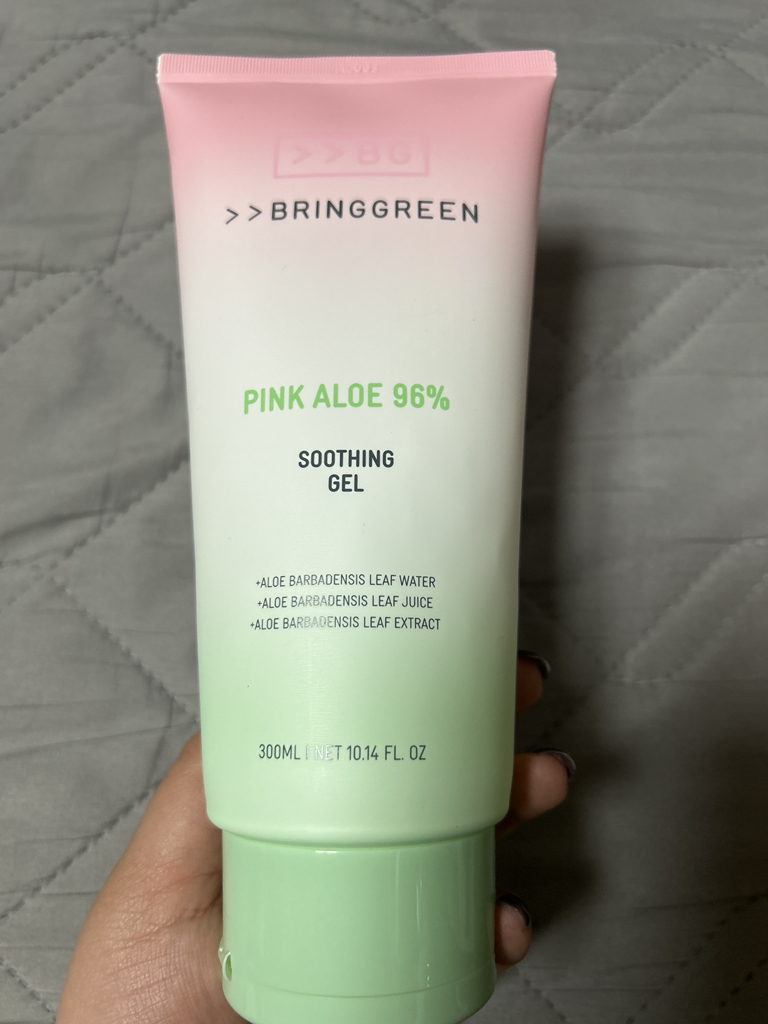 >>BG
>>BRINGGREEN
PINK ALOE 96%
SOOTHING
GEL
+ALOE BARBADENSIS LEAF WATER
+ALOE BARBADENSIS LEAF JUICE
+ALOE BARBADENSIS LEAF EXTRACT
300ML | NET 10.14 FL. OZ